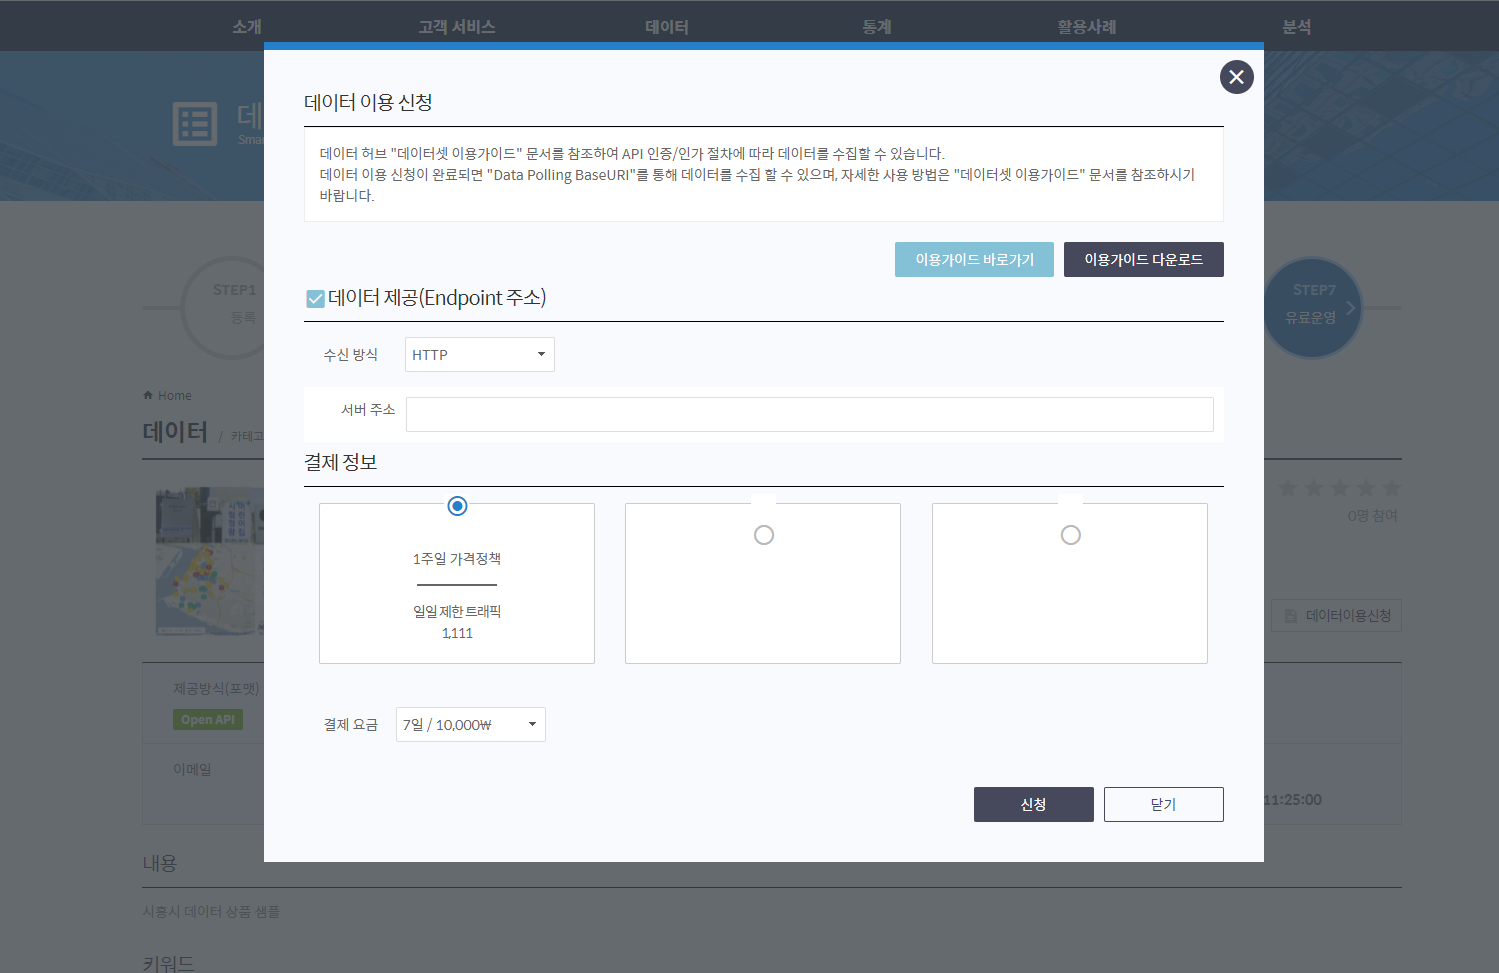 소개 고객 서비스 데이터 통계 활용사례 분석
데
Smar
데이터 이용 신청
데이터 허브 "데이터셋 이용가이드" 문서를 참조하여 API 인증/인가 절차에 따라 데이터를 수집할 수 있습니다.
데이터 이용 신청이 완료되면 "Data Polling BaseURI"를 통해 데이터를 수집 할 수 있으며, 자세한 사용 방법은 "데이터셋 이용가이드" 문서를 참조하시기
바랍니다.
이용가이드 바로가기 이용가이드 다운로드
STEP1
등록
STEP7
유료운영
데이터 제공(Endpoint 주소)
수신 방식 HTTP
Home
서버 주소
데이터 / 카테고
결제 정보
0명 참여
1주일 가격정책
일일 제한 트래픽
1,111
데이터이용신청
제공방식(포맷)
Open API
결제 요금 7일 / 10,000₩
이메일
11:25:00
신청 닫기
내용
시흥시 데이터 상품 샘플
키워드